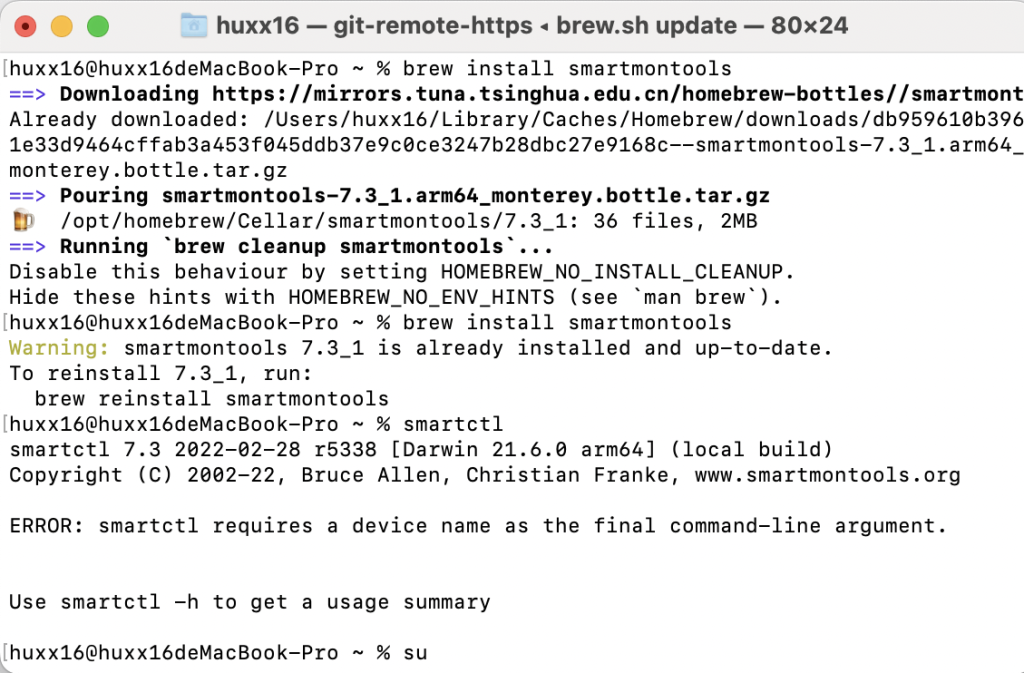 huxx16 — git-remote-https ◂ brew.sh update — 80×24
[huxx16@huxx16deMacBook-Pro ~ % brew install smartmontools
==> Downloading https://mirrors.tuna.tsinghua.edu.cn/homebrew-bottles//smartmont
Already downloaded: /Users/huxx16/Library/Caches/Homebrew/downloads/db959610b396
1e33d9464cffab3a453f045ddb37e9c0ce3247b28dbc27e9168c--smartmontools-7.3_1.arm64_
monterey.bottle.tar.gz
==> Pouring smartmontools-7.3_1.arm64_monterey.bottle.tar.gz
🍺  /opt/homebrew/Cellar/smartmontools/7.3_1: 36 files, 2MB
==> Running `brew cleanup smartmontools`...
Disable this behaviour by setting HOMEBREW_NO_INSTALL_CLEANUP.
Hide these hints with HOMEBREW_NO_ENV_HINTS (see `man brew`).
[huxx16@huxx16deMacBook-Pro ~ % brew install smartmontools
Warning: smartmontools 7.3_1 is already installed and up-to-date.
To reinstall 7.3_1, run:
  brew reinstall smartmontools
[huxx16@huxx16deMacBook-Pro ~ % smartctl
smartctl 7.3 2022-02-28 r5338 [Darwin 21.6.0 arm64] (local build)
Copyright (C) 2002-22, Bruce Allen, Christian Franke, www.smartmontools.org
ERROR: smartctl requires a device name as the final command-line argument.
Use smartctl -h to get a usage summary
[huxx16@huxx16deMacBook-Pro ~ % su